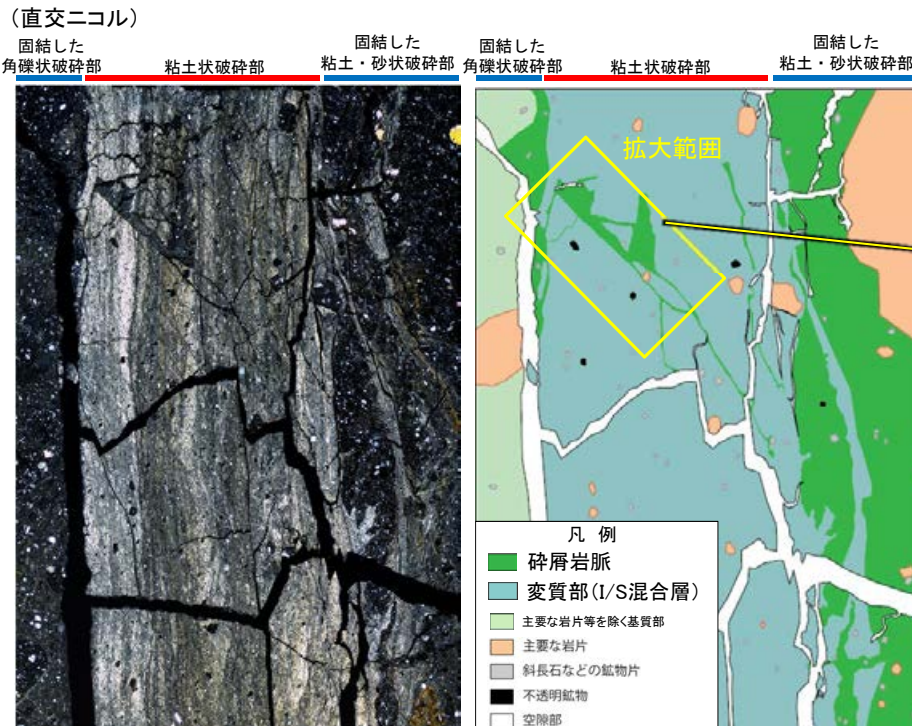 (直交ニコル)
固結した
角礫状破砕部
粘土状破砕部
固結した
粘土・砂状破砕部
固結した
角礫状破砕部
粘土状破砕部
固結した
粘土・砂状破砕部
拡大範囲
凡 例
砕屑岩脈
変質部(I/S混合層)
主要な岩片等を除く基質部
主要な岩片
斜長石などの鉱物片
不透明鉱物
空隙部